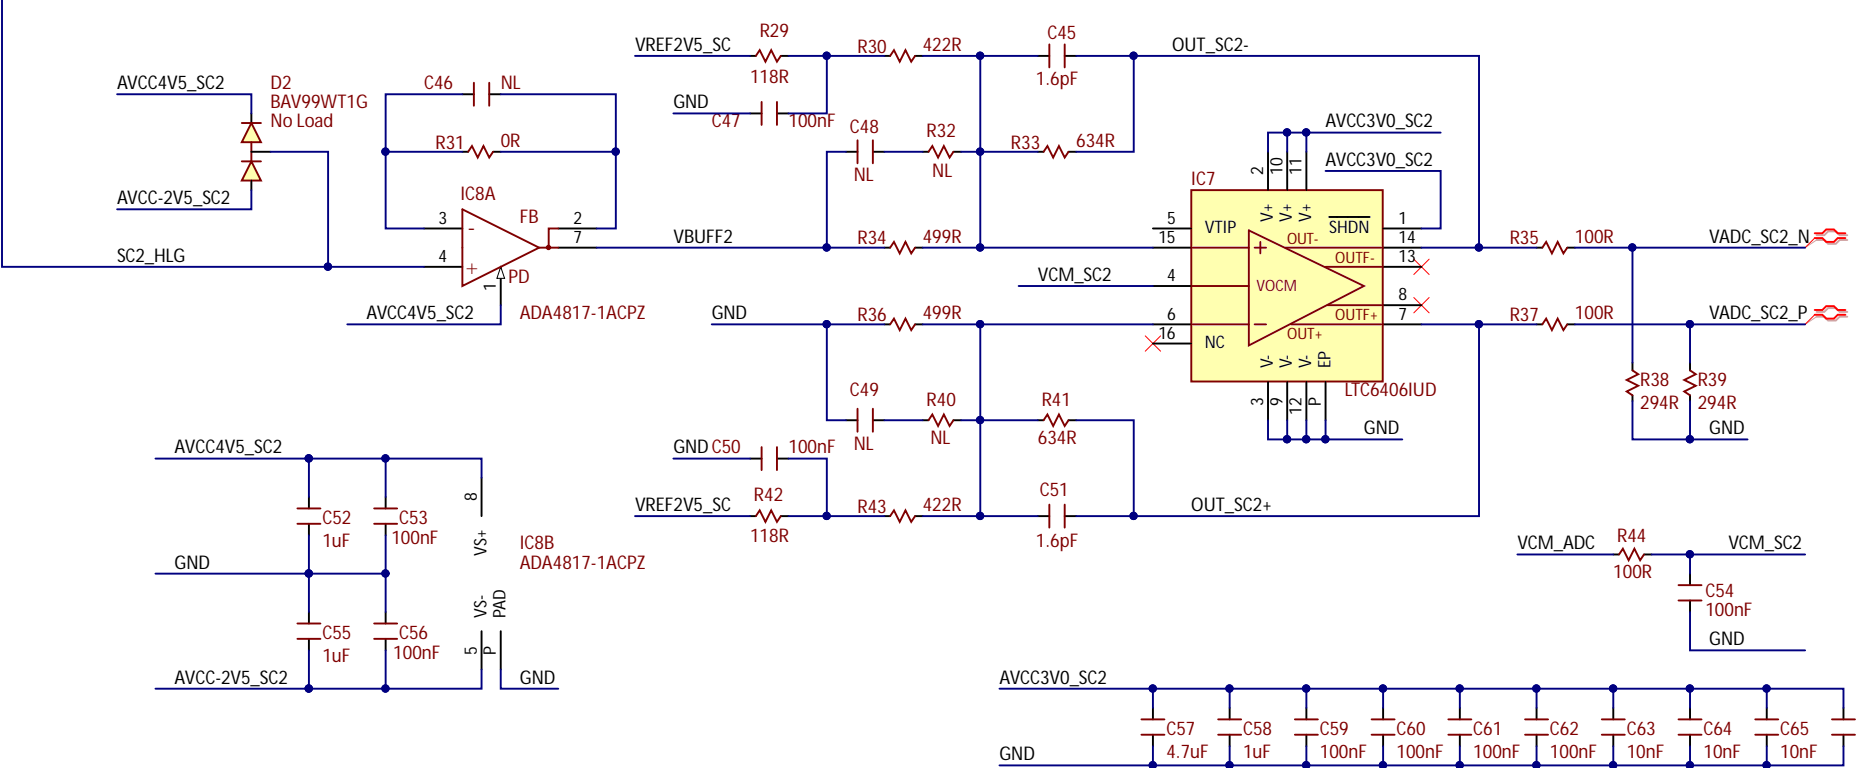 AVCC4V5_SC2
D2
BAV99WT1G
No Load
AVCC-2V5_SC2
SC2_HLG
C46 NL
R31 0R
IC8A
FB
3
-
2
7
4
+
PD
1
AVCC4V5_SC2
ADA4817-1ACPZ
VREF2V5_SC
R29
118R
R30 422R
C45
1.6pF
OUT_SC2-
GND
C47 100nF
C48
NL
R32
NL
R33 634R
VBUFF2
R34 499R
VCM_SC2
GND
R36 499R
C49
NL
R40
NL
R41
634R
GND C50 100nF
VREF2V5_SC
R42
118R
R43 422R
C51
1.6pF
OUT_SC2+
AVCC3V0_SC2
AVCC3V0_SC2
IC7
2 10 11
V+ V+ V+
SHDN
1
5
VTIP
15
+
OUT-
14
OUTF-
13
4
VOCM
8
OUTF+
7
6
-
OUT+
16
NC
V- V- V- EP
3 9 12 P
LTC6406IUD
GND
R35 100R
VADC_SC2_N
R37 100R
VADC_SC2_P
R38
294R
R39
294R
GND
AVCC4V5_SC2
8
VS+
C52
1uF
C53
100nF
IC8B
ADA4817-1ACPZ
GND
VS-
PAD
C55
1uF
C56
100nF
5
P
AVCC-2V5_SC2
GND
VCM_ADC
R44
100R
VCM_SC2
C54
100nF
GND
AVCC3V0_SC2
C57
4.7uF
C58
1uF
C59
100nF
C60
100nF
C61
100nF
C62
100nF
C63
10nF
C64
10nF
C65
10nF
GND